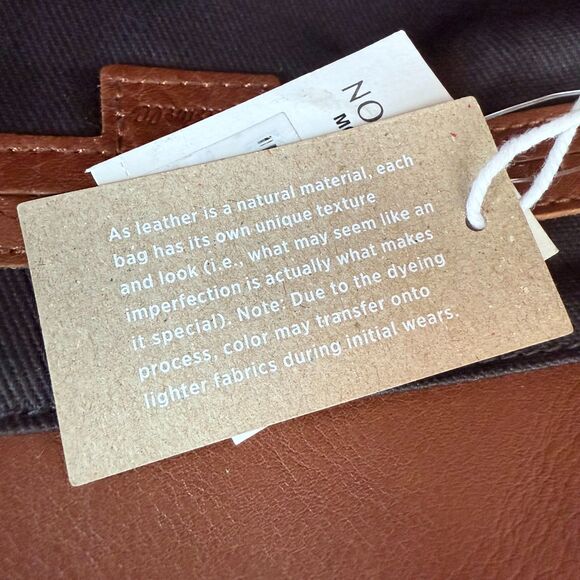 NO
As leather is a natural material, each
bag has its own unique texture
and look (i.e., what may seem like an
imperfection is actually what makes
it special). Note: Due to the dyeing
process, color may transfer onto
lighter fabrics during initial wears.